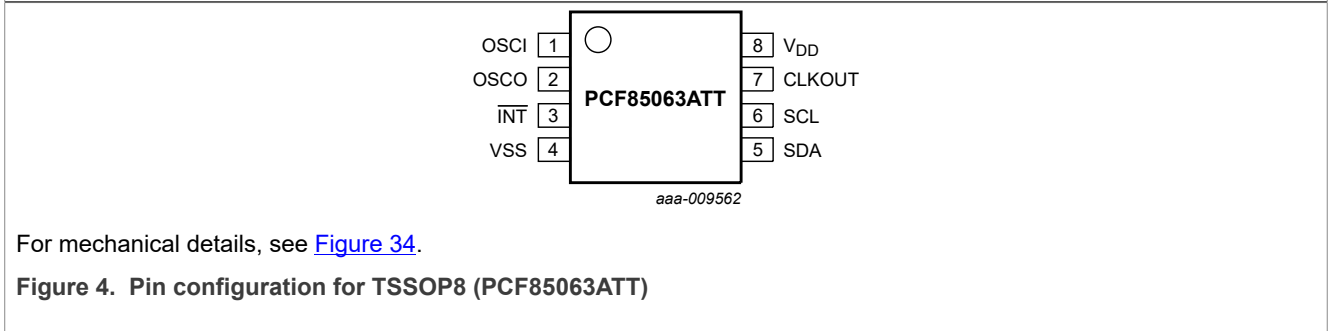 OSCI 1 8 VDD
OSCO 2 7 CLKOUT
PCF85063ATT
INT 3 6 SCL
VSS 4 5 SDA
aaa-009562
For mechanical details, see Figure 34.
Figure 4. Pin configuration for TSSOP8 (PCF85063ATT)